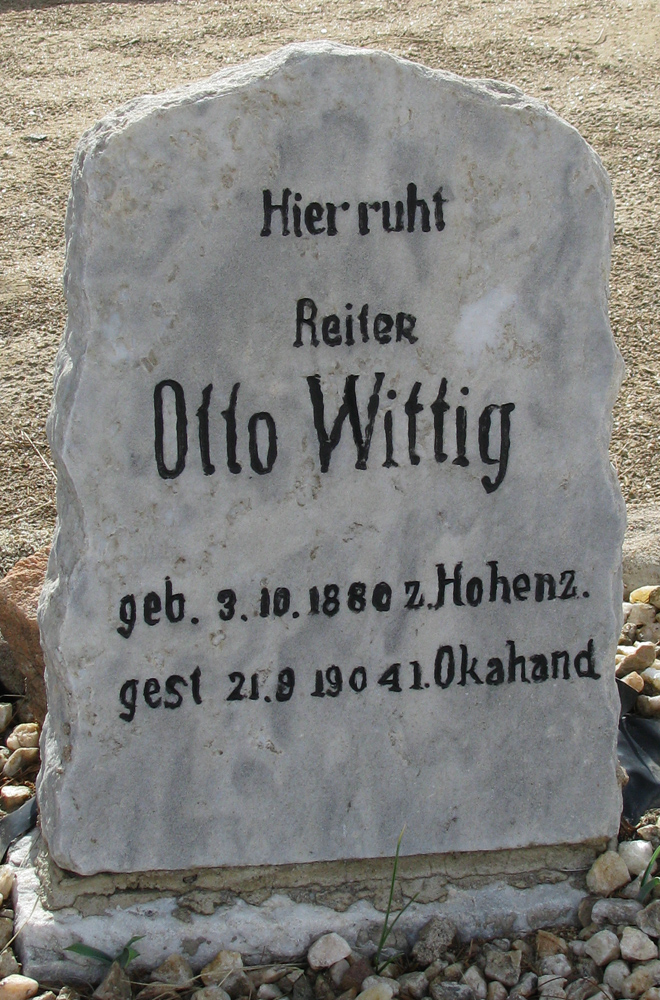 Hier ruht
Reiter
Otto Wittig
geb. 3.10.1880 z.Hohenz.
gest 21.9 1904 i.Okahand